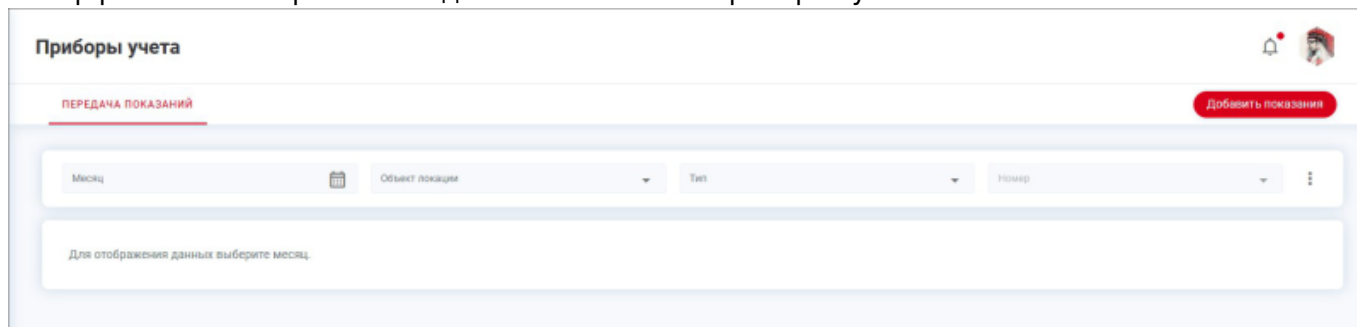 Приборы учета
ПЕРЕДАЧА ПОКАЗАНИЙ
Добавить показания
Месяц
Объект локации
Тип
Номер
Для отображения данных выберите месяц.